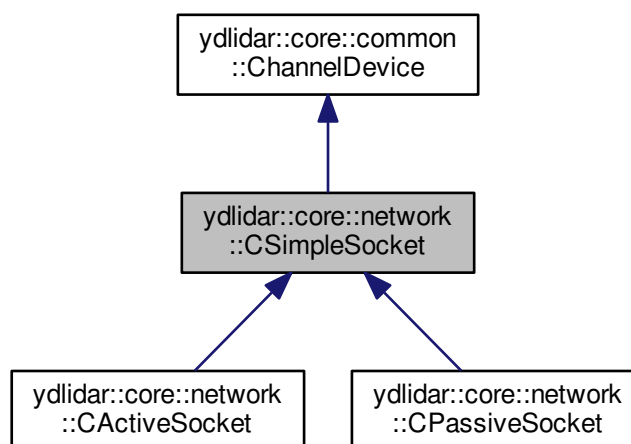 ydlidar::core::common
::ChannelDevice
ydlidar::core::network
::CSimpleSocket
ydlidar::core::network
::CActiveSocket
ydlidar::core::network
::CPassiveSocket